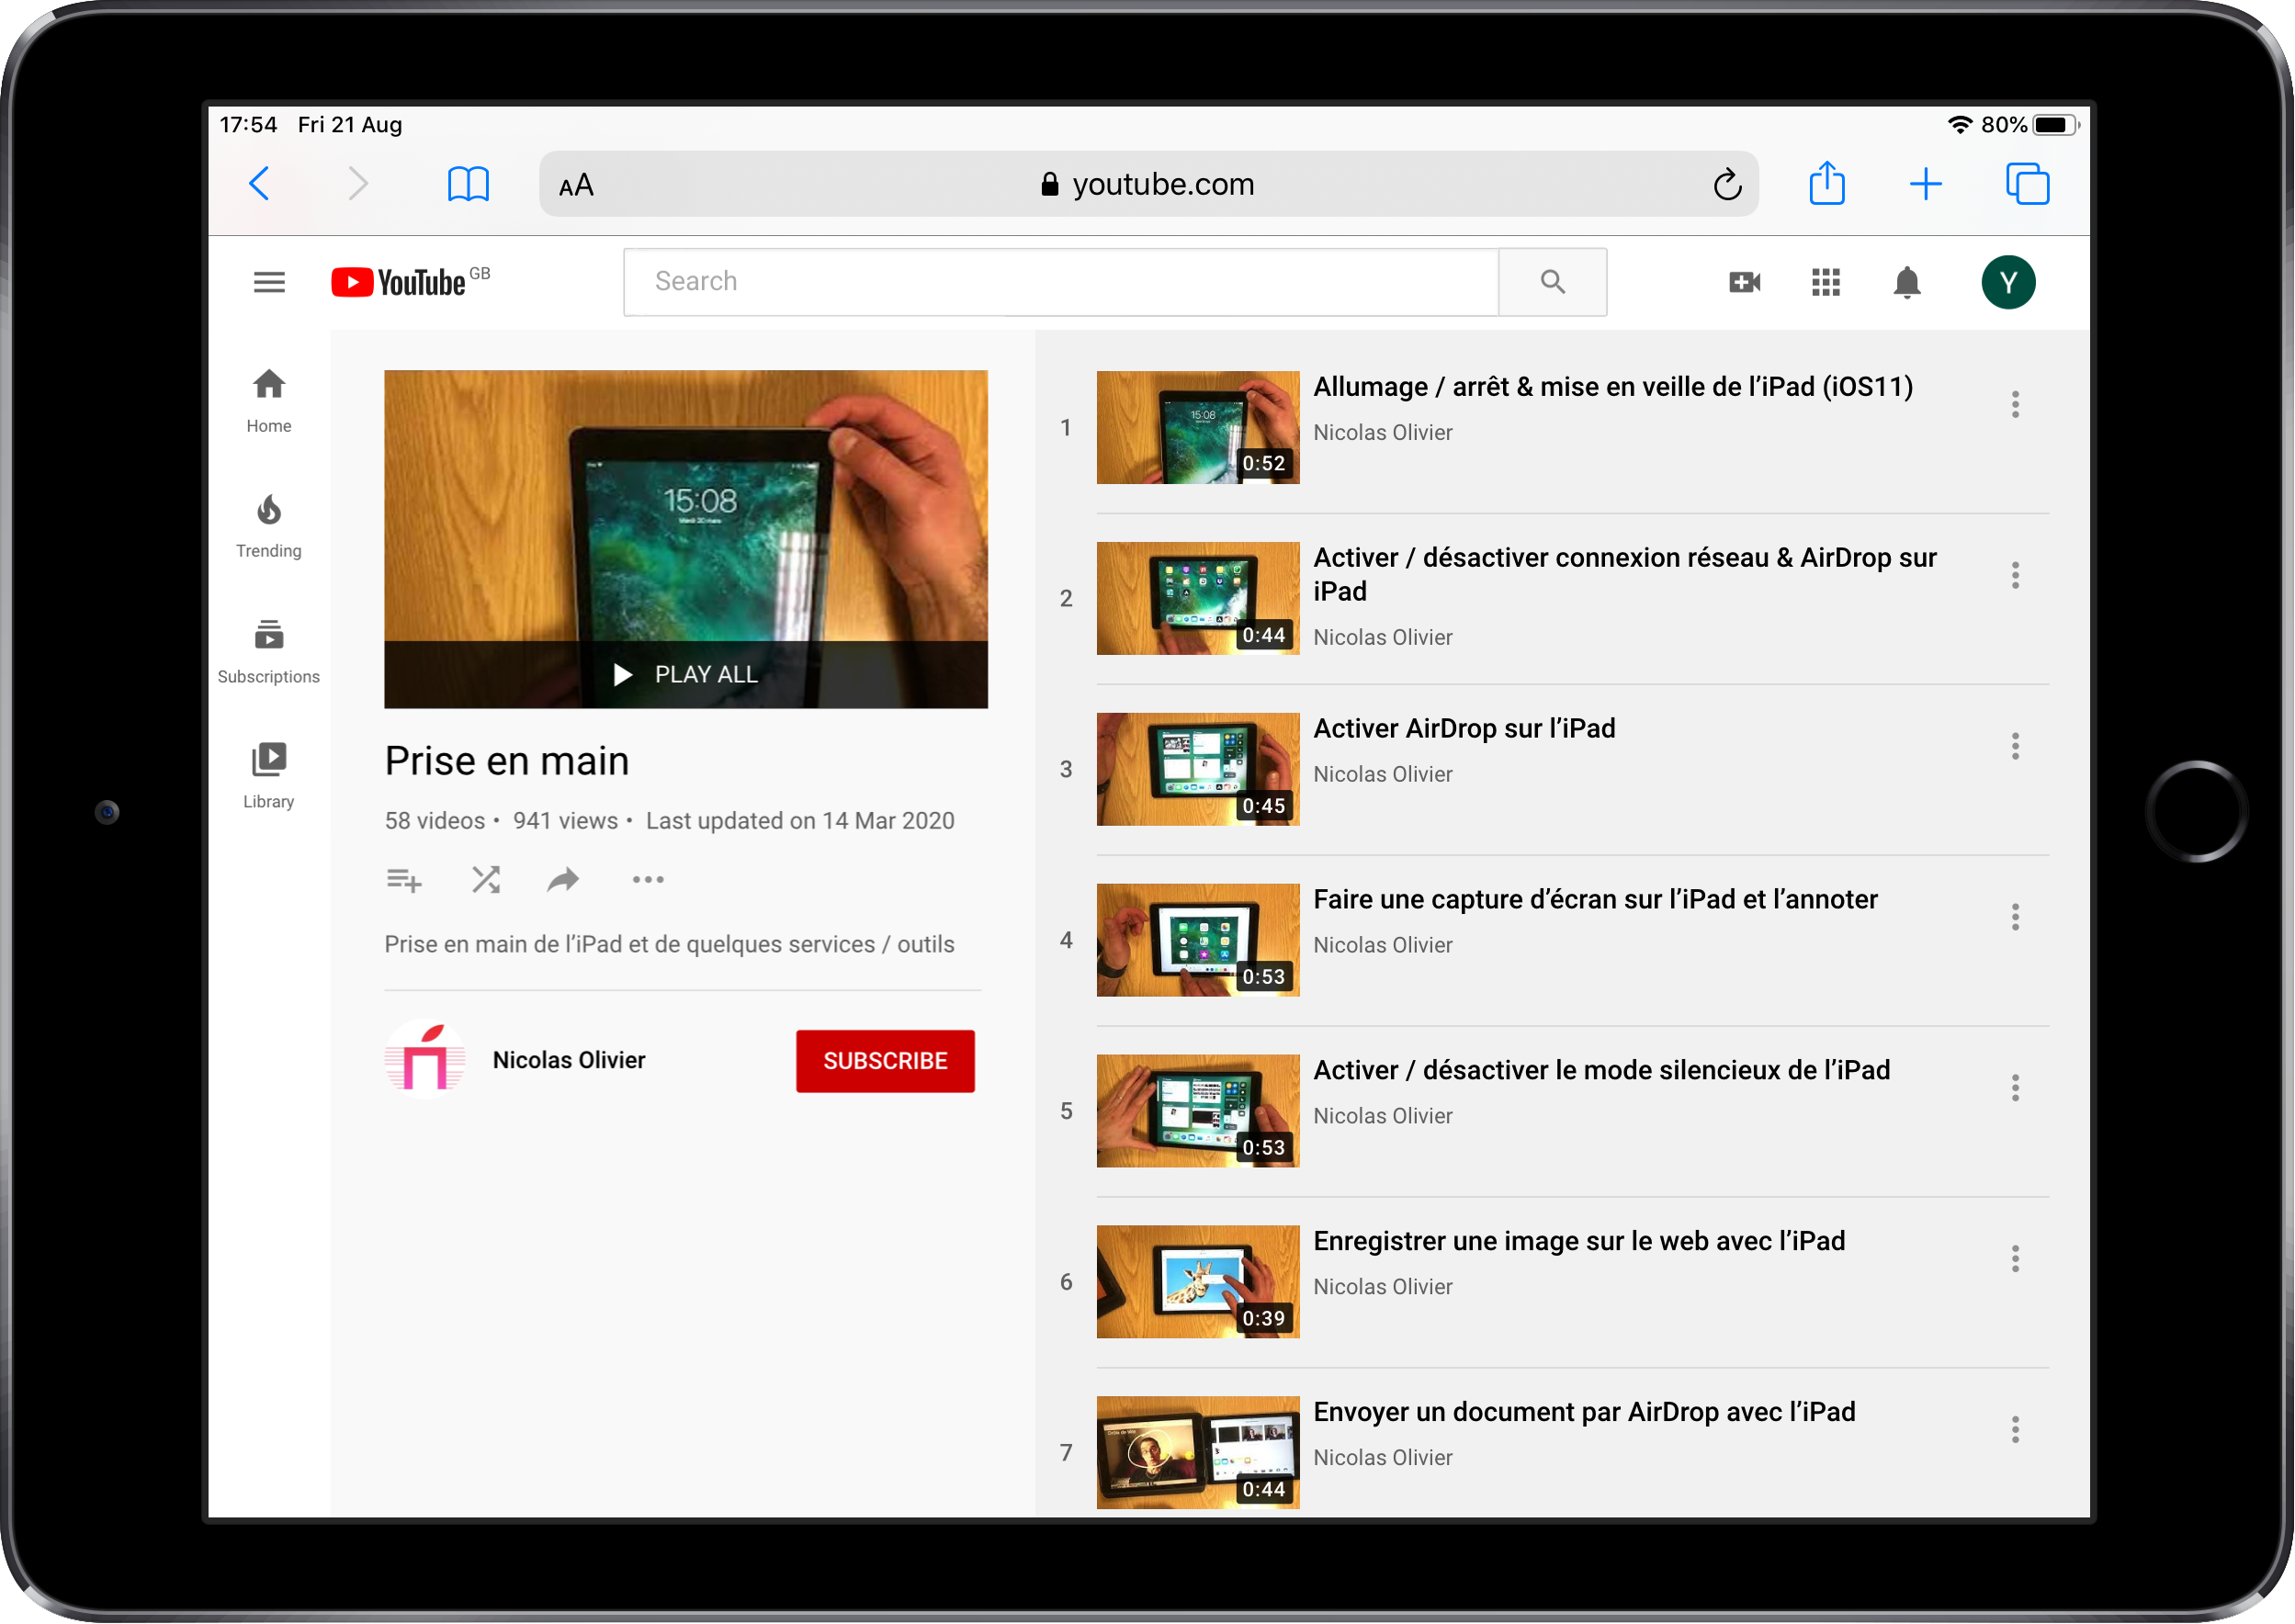 17:54 Fri 21 Aug
80%
AA
youtube.com
YouTube GB
Search
Y
Home
Trending
Subscriptions
Library
15:08
PLAY ALL
Prise en main
58 videos • 941 views • Last updated on 14 Mar 2020
Prise en main de l’iPad et de quelques services / outils
Nicolas Olivier
SUBSCRIBE
1
15:08
0:52
Allumage / arrêt & mise en veille de l’iPad (iOS11)
Nicolas Olivier
2
0:44
Activer / désactiver connexion réseau & AirDrop sur
iPad
Nicolas Olivier
3
0:45
Activer AirDrop sur l’iPad
Nicolas Olivier
4
0:53
Faire une capture d’écran sur l’iPad et l’annoter
Nicolas Olivier
5
0:53
Activer / désactiver le mode silencieux de l’iPad
Nicolas Olivier
6
0:39
Enregistrer une image sur le web avec l’iPad
Nicolas Olivier
7
0:44
Envoyer un document par AirDrop avec l’iPad
Nicolas Olivier